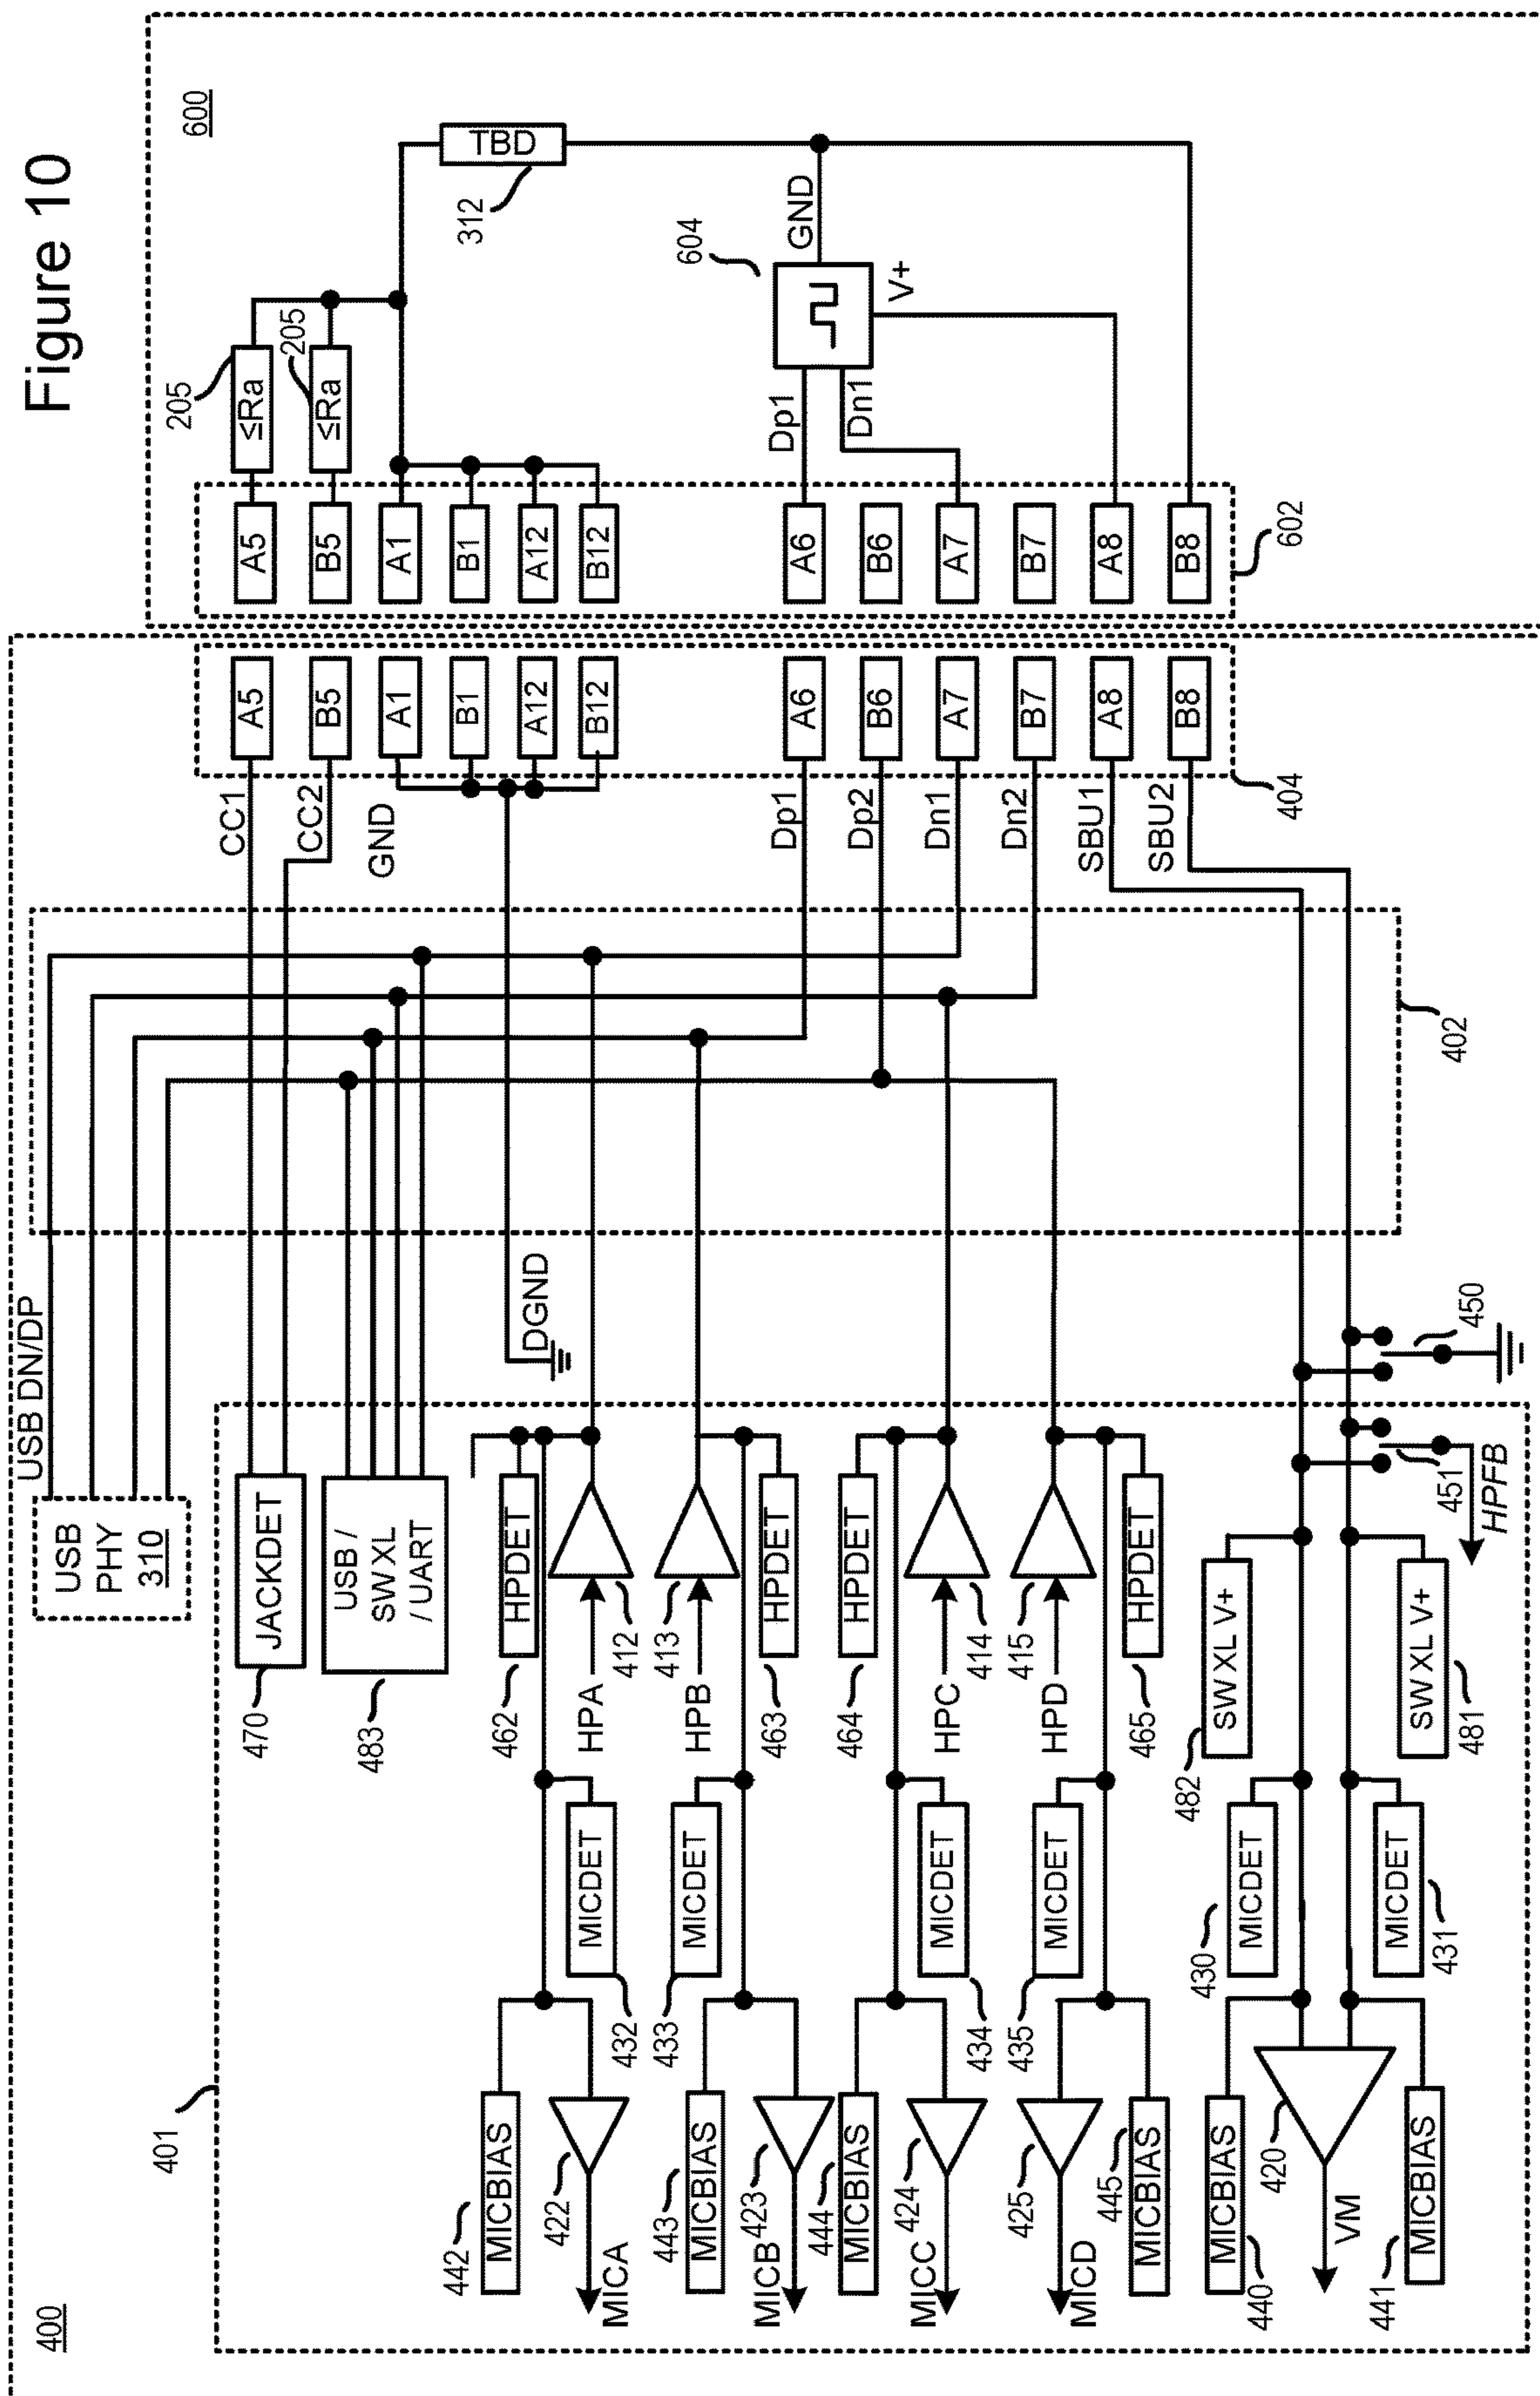 Figure 10
400
401
442
MICBIAS
422
MICA
432
MICDET
462
HPDET
HPA
412
443
MICBIAS
423
MICB
433
MICDET
463
HPDET
HPB
413
444
MICBIAS
424
MICC
434
MICDET
464
HPDET
HPC
414
445
MICBIAS
425
MICD
435
MICDET
465
HPDET
HPD
415
440
MICBIAS
420
VM
441
MICBIAS
430
MICDET
431
MICDET
482
SWXL V+
481
SWXL V+
451
HPFB
450
470
JACKDET
483
USB /
SWXL
/ UART
USB
PHY
310
USB DN/DP
DGND
402
CC1
CC2
GND
Dp1
Dp2
Dn1
Dn2
SBU1
SBU2
404
A5
B5
A1
B1
A12
B12
A6
B6
A7
B7
A8
B8
602
A5
B5
A1
B1
A12
B12
A6
B6
A7
B7
A8
B8
600
205
≤Ra
205
≤Ra
TBD
312
604
GND
V+
Dp1
Dn1